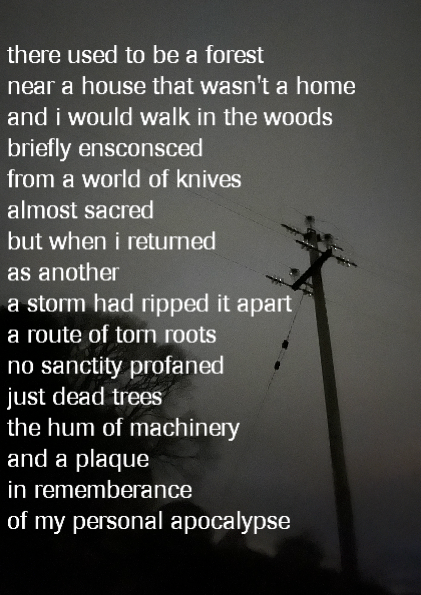 there used to be a forest
near a house that wasn't a home
and i would walk in the woods
briefly ensconsced
from a world of knives
almost sacred
but when i returned
as another
a storm had ripped it apart
a route of torn roots
no sanctity profaned
just dead trees
the hum of machinery
and a plaque
in rememberance
of my personal apocalypse